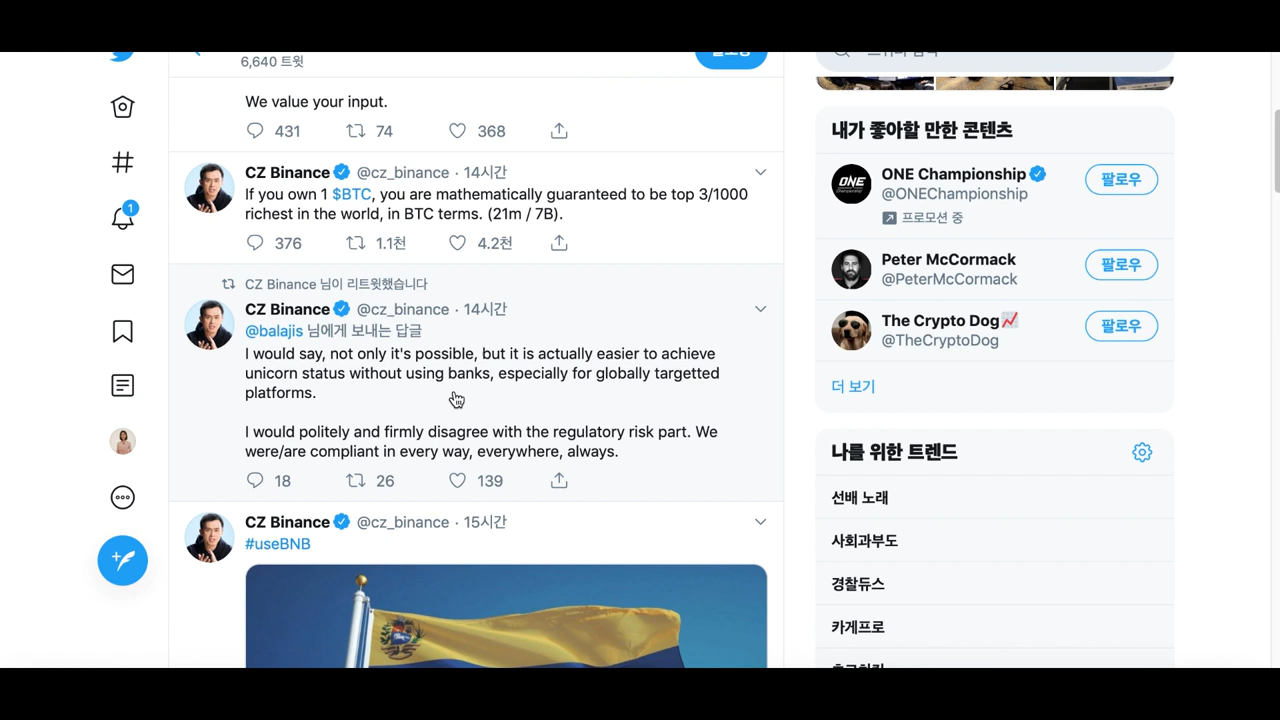 6,640 트윗
We value your input.
431 74 368
CZ Binance @cz_binance · 14시간
If you own 1 $BTC, you are mathematically guaranteed to be top 3/1000
richest in the world, in BTC terms. (21m / 7B).
376 1.1천 4.2천
CZ Binance 님이 리트윗했습니다
CZ Binance @cz_binance · 14시간
@balajis 님에게 보내는 답글
I would say, not only it's possible, but it is actually easier to achieve
unicorn status without using banks, especially for globally targetted
platforms.
I would politely and firmly disagree with the regulatory risk part. We
were/are compliant in every way, everywhere, always.
18 26 139
CZ Binance @cz_binance · 15시간
#useBNB
1
내가 좋아할 만한 콘텐츠
ONE
ONE Championship
@ONEChampionship
프로모션 중
팔로우
Peter McCormack
@PeterMcCormack
팔로우
The Crypto Dog
@TheCryptoDog
팔로우
더 보기
나를 위한 트렌드
선배 노래
사회과부도
경찰듀스
카게프로